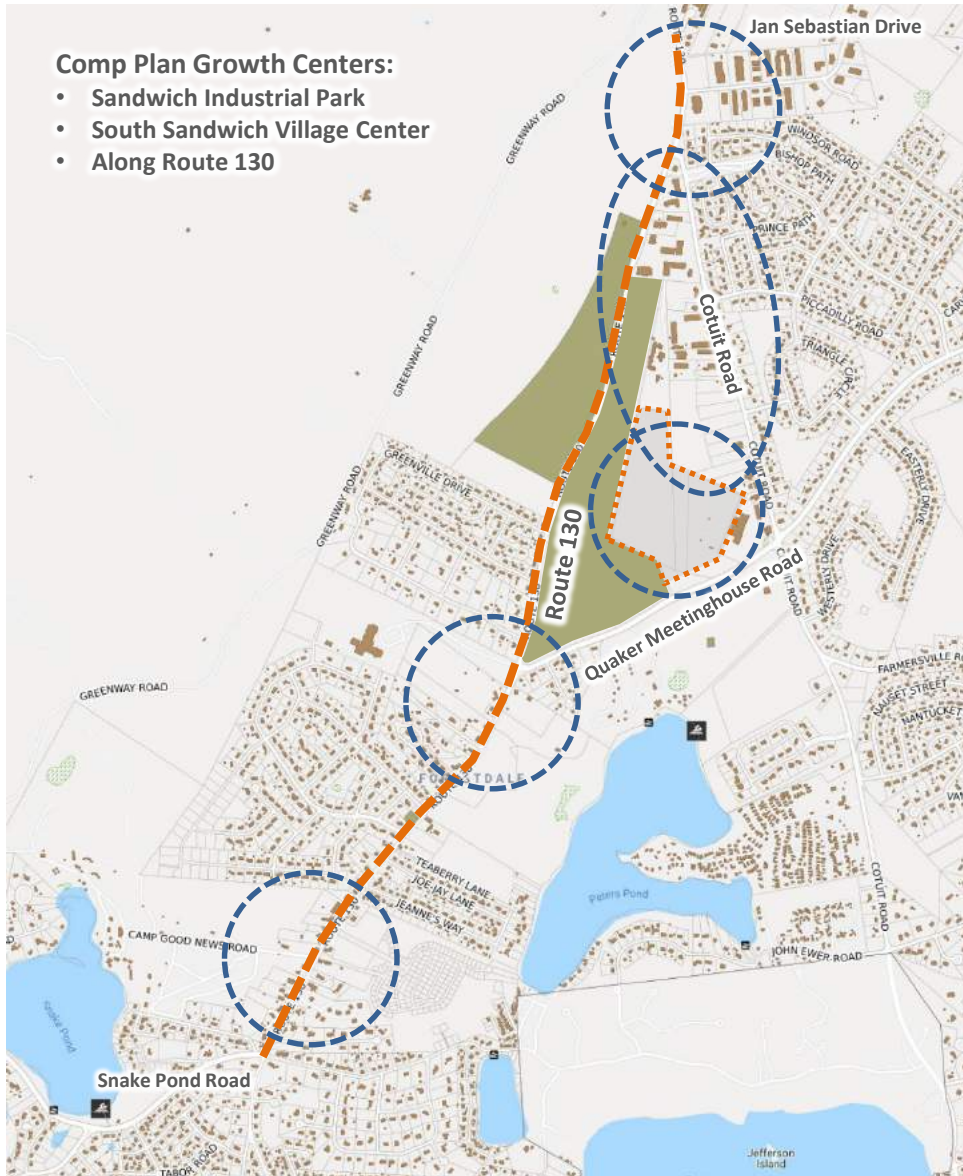 ROUTE 130
Jan Sebastian Drive
Comp Plan Growth Centers:
• Sandwich Industrial Park
• South Sandwich Village Center
• Along Route 130
GREENWAY ROAD
WINDSOR ROAD
BISHOP PATH
PRINCE PATH
Cotuit Road
PICCADILLY ROAD
TRIANGLE CIRCLE
GREENWAY ROAD
GREENVILLE DRIVE
COTUIT ROAD
EASTERLY DRIVE
GREENWAY ROAD
Route 130
Quaker Meetinghouse Road
WESTERLY DRIVE
COTUIT ROAD
FARMERSVILLE
NAUSET STREET
NANTUCKET
GREENWAY ROAD
FORESTDALE
TEABERRY LANE
JOE-JAY LANE
JEANNE'S WAY
Peters Pond
COTUIT ROAD
CAMP GOOD NEWS ROAD
JOHN EWER ROAD
Snake Pond
Snake Pond Road
TABOR ROAD
Jefferson
Island